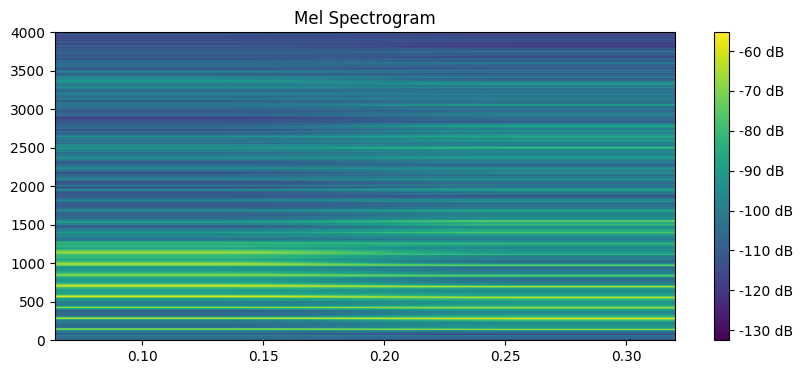 Mel Spectrogram
4000
3500
3000
2500
2000
1500
1000
500
0
0.10
0.15
0.20
0.25
0.30
-60 dB
-70 dB
-80 dB
-90 dB
-100 dB
-110 dB
-120 dB
-130 dB